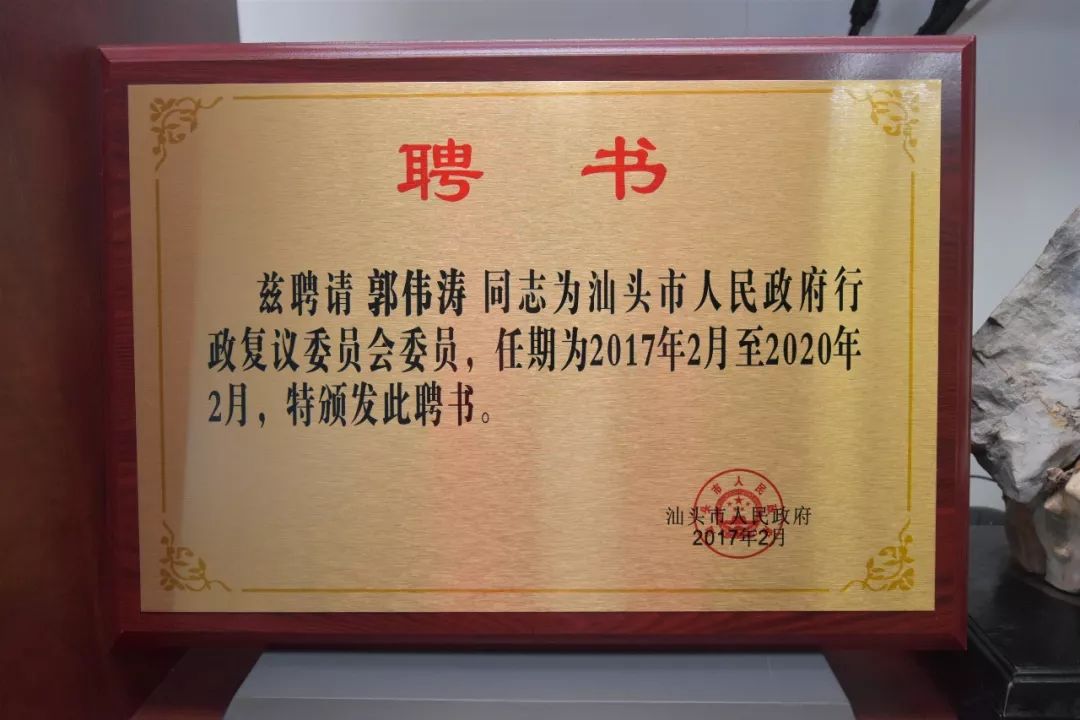 聘 书
兹聘请 郭伟涛 同志为汕头市人民政府行
政复议委员会委员，任期为2017年2月至2020年
2月，特颁发此聘书。
汕头市人民政府
2017年2月